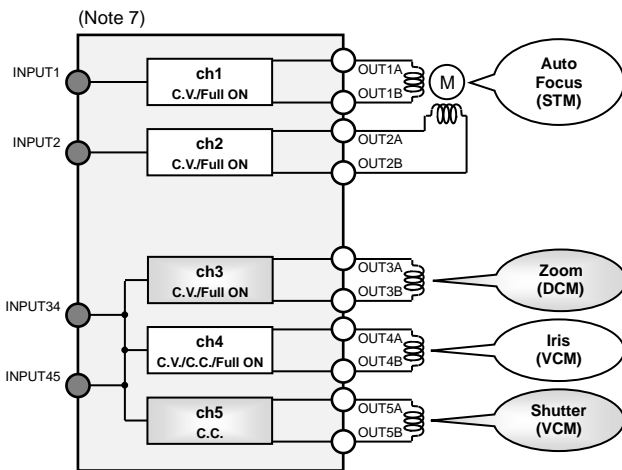 (Note 7)
INPUT1
ch1
C.V./Full ON
OUT1A
OUT1B
M
Auto
Focus
(STM)
INPUT2
ch2
C.V./Full ON
OUT2A
OUT2B
INPUT34
ch3
C.V./Full ON
OUT3A
OUT3B
Zoom
(DCM)
ch4
C.V./C.C./Full ON
OUT4A
OUT4B
Iris
(VCM)
INPUT45
ch5
C.C.
OUT5A
OUT5B
Shutter
(VCM)